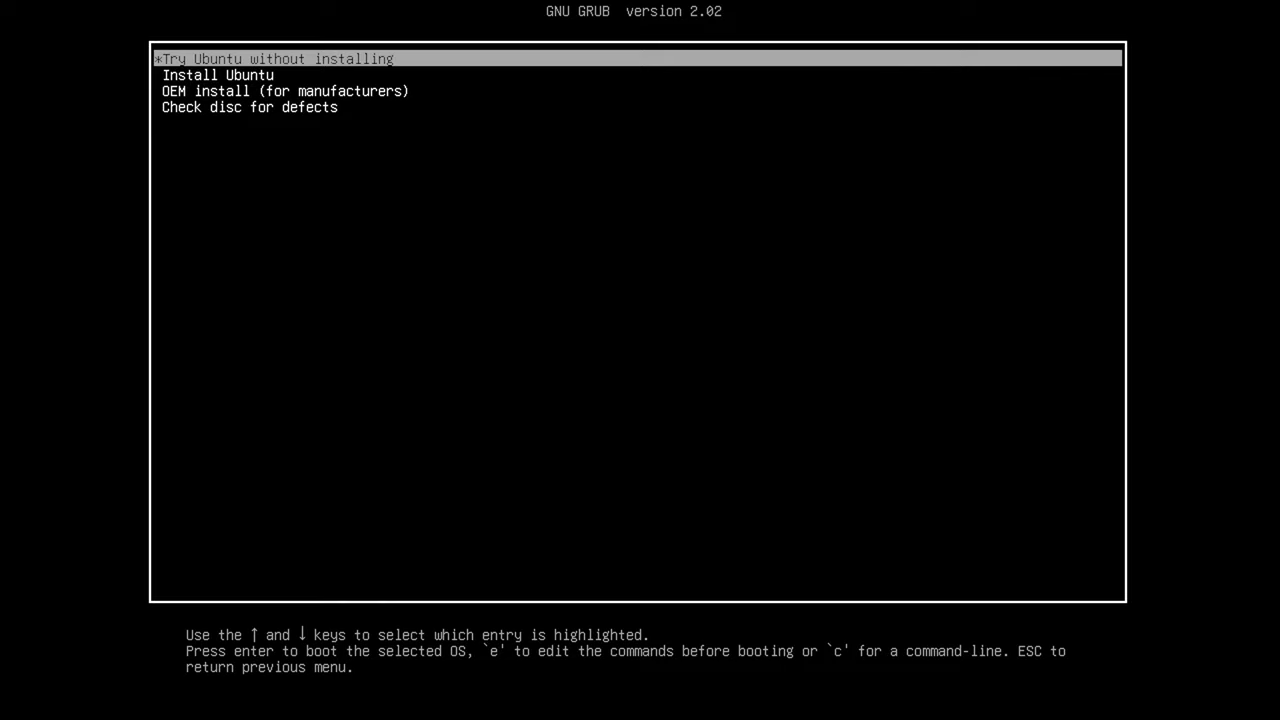 GNU GRUB  version 2.02
*Try Ubuntu without installing
Install Ubuntu
OEM install (for manufacturers)
Check disc for defects
Use the ↑ and ↓ keys to select which entry is highlighted.
Press enter to boot the selected OS, `e' to edit the commands before booting or `c' for a command-line. ESC to
return previous menu.